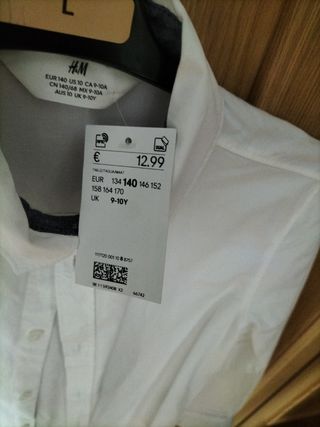 L
H&M
EUR 140 US 10 CA 9-10A
CN 140/68 MX 9-10A
AUS 10 UK 9-10Y
€ 12.99
EUR 134 140 146 152
158 164 170
UK 9-10Y